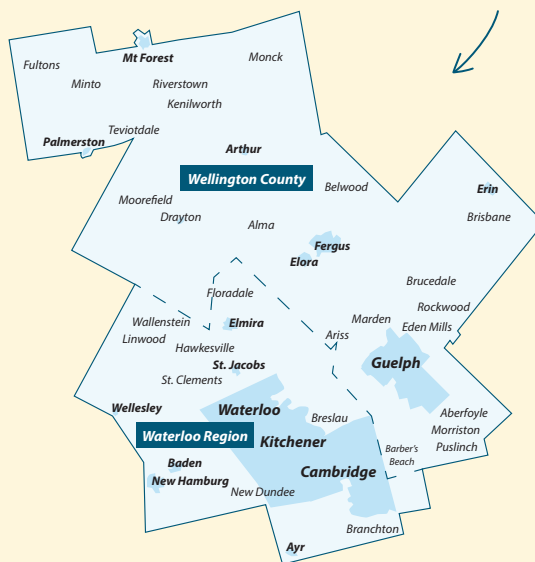 Mt Forest
Monck
Fultons
Minto
Riverstown
Kenilworth
Teviotdale
Palmerston
Arthur
Wellington County
Belwood
Erin
Moorefield
Drayton
Alma
Brisbane
Fergus
Elora
Brucedale
Floradale
Rockwood
Wallenstein
Elmira
Marden
Eden Mills
Linwood
Ariss
Hawkesville
St. Jacobs
Guelph
St. Clements
Wellesley
Waterloo
Breslau
Aberfoyle
Morriston
Waterloo Region
Kitchener
Puslinch
Barber's
Beach
Baden
Cambridge
New Hamburg
New Dundee
Branchton
Ayr